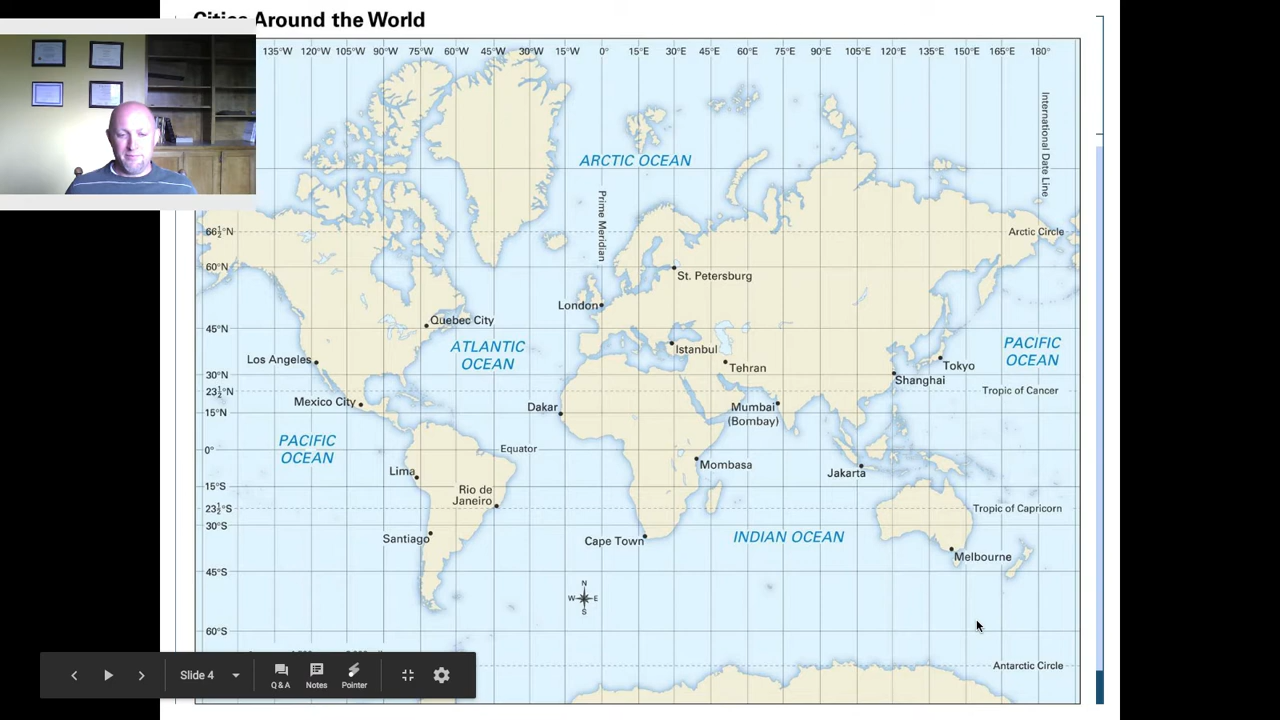 Cities Around the World
135°W 120°W 105°W 90°W 75°W 60°W 45°W 30°W 15°W 0° 15°E 30°E 45°E 60°E 75°E 90°E 105°E 120°E 135°E 150°E 165°E 180°
International Date Line
ARCTIC OCEAN
Prime Meridian
66½°N
Arctic Circle
60°N
St. Petersburg
London
Quebec City
45°N
ATLANTIC
OCEAN
PACIFIC
OCEAN
Istanbul
Los Angeles
Tehran
Tokyo
30°N
Shanghai
23½°N
Tropic of Cancer
Mexico City
Dakar
Mumbai
(Bombay)
15°N
PACIFIC
OCEAN
0°
Equator
Lima
Mombasa
Jakarta
15°S
Rio de
Janeiro
23½°S
Tropic of Capricorn
30°S
Santiago
Cape Town
INDIAN OCEAN
Melbourne
45°S
N
W E
S
60°S
Antarctic Circle
Slide 4
Q & A
Notes
Pointer